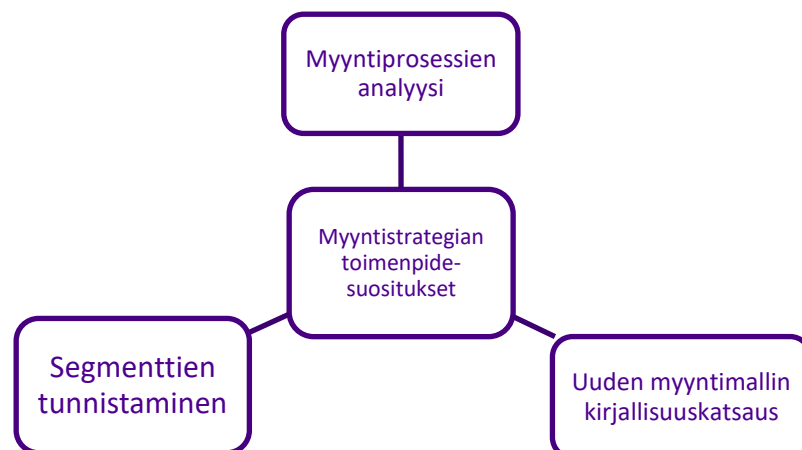 Myyntiprosessien
analyysi
Myyntistrategian
toimenpide-
suositukset
Segmenttien
tunnistaminen
Uuden myyntimallin
kirjallisuuskatsaus